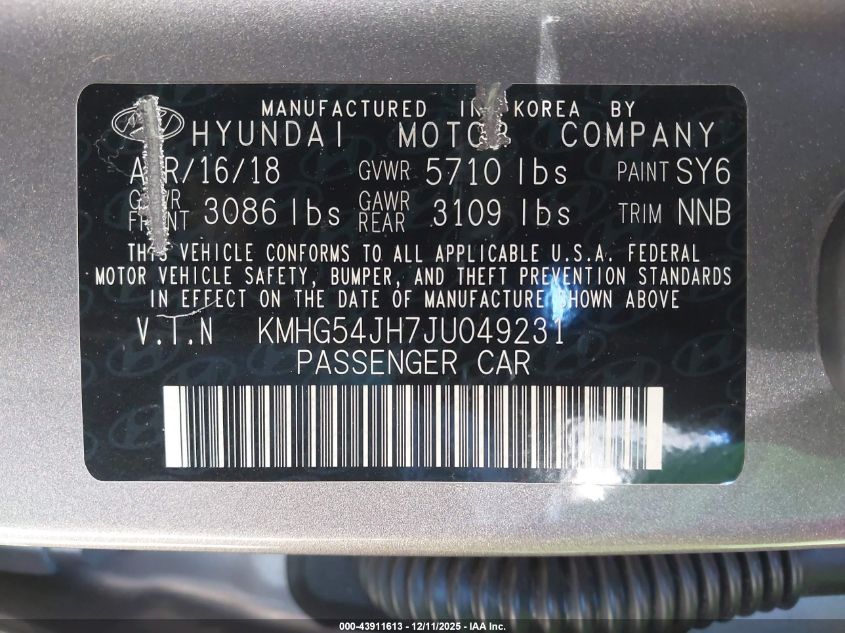 MANUFACTURED IN KOREA BY
HYUNDAI MOTOR COMPANY
APR/16/18 GVWR 5710 lbs PAINT SY6
GAWR FRONT 3086 lbs GAWR REAR 3109 lbs TRIM NNB
THIS VEHICLE CONFORMS TO ALL APPLICABLE U.S.A. FEDERAL
MOTOR VEHICLE SAFETY, BUMPER, AND THEFT PREVENTION STANDARDS
IN EFFECT ON THE DATE OF MANUFACTURE SHOWN ABOVE
V.I.N KMHG54JH7JU049231
PASSENGER CAR
000-43911613 - 12/11/2025 - IAA Inc.